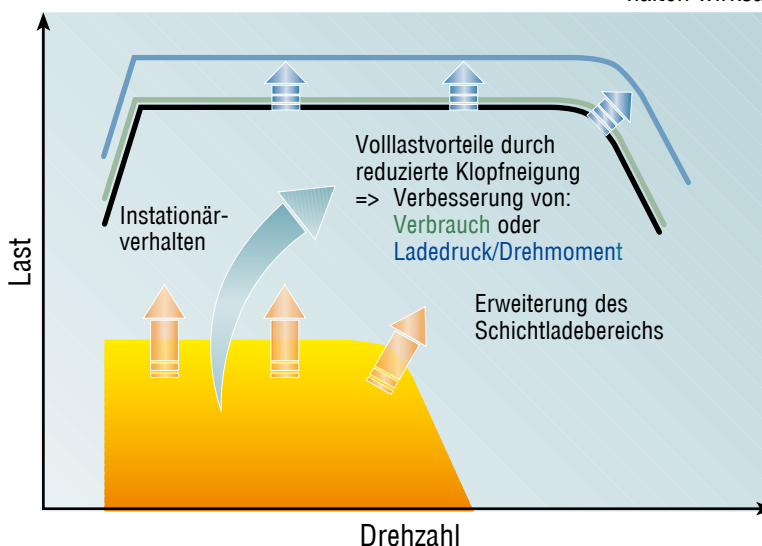 Last
Volllastvorteile durch
reduzierte Klopfneigung
=> Verbesserung von:
Verbrauch oder
Ladedruck/Drehmoment
Instationär-
verhalten
Erweiterung des
Schichtladebereichs
Drehzahl